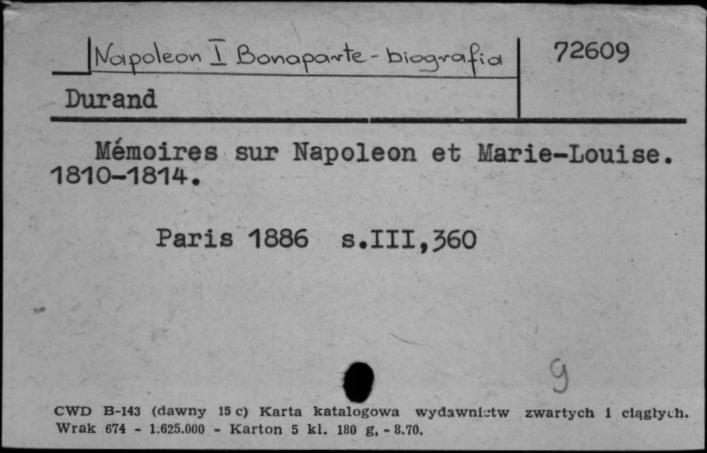 Napoleon I Bonaparte - biografia
72609
Durand
Mémoires sur Napoleon et Marie-Louise.
1810-1814.
Paris 1886 s.III,360
9
CWD B-143 (dawny 15 c) Karta katalogowa wydawnictw zwartych i ciągłych.
Wrak 674 - 1.625.000 - Karton 5 kl. 180 g, - 8.70.